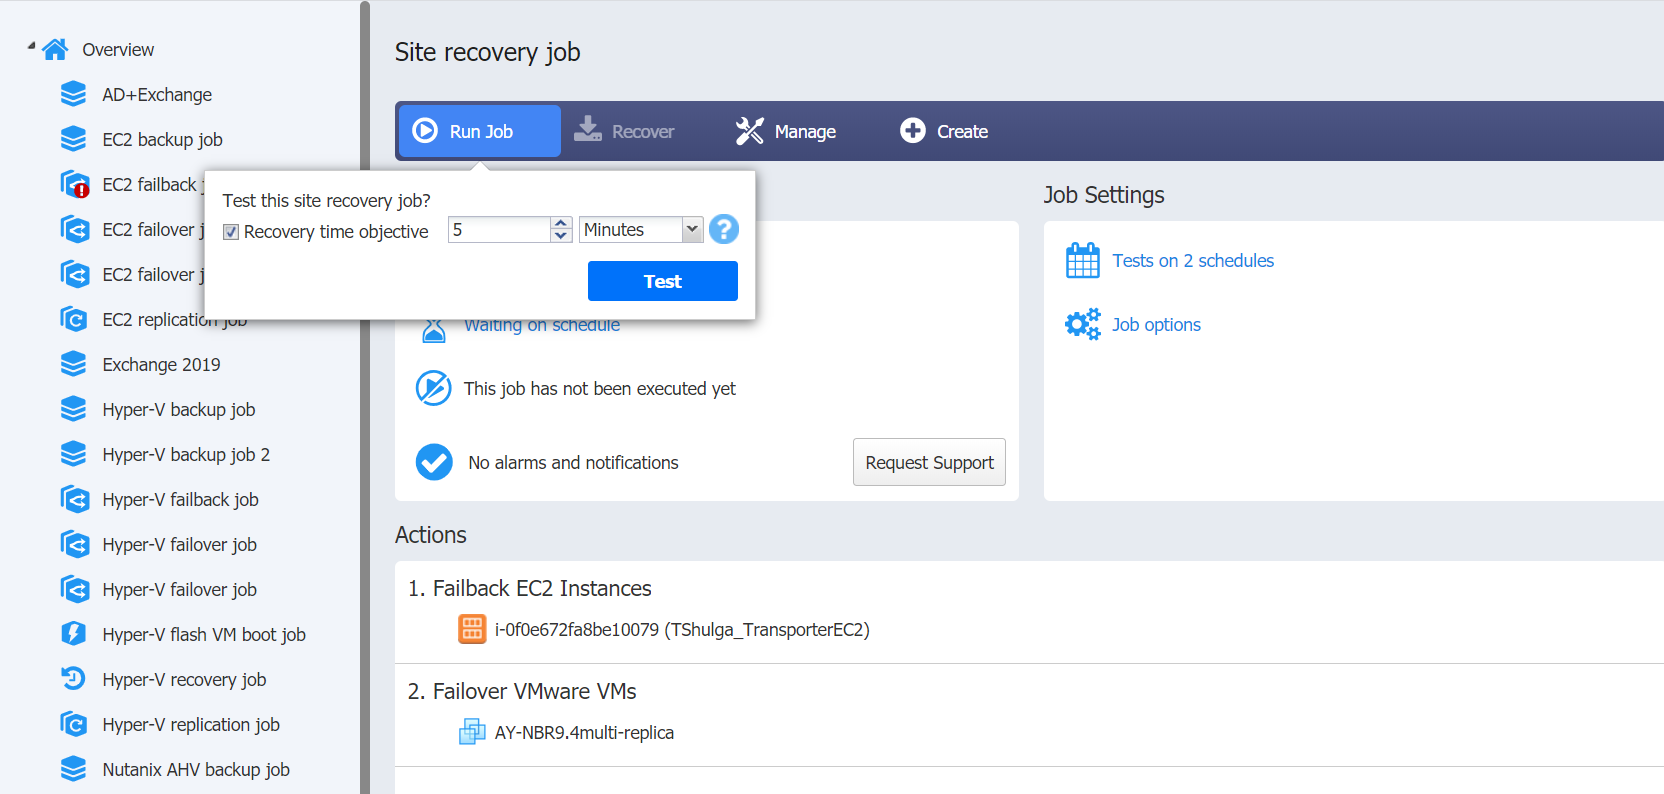 Overview
AD+Exchange
EC2 backup job
EC2 failback
EC2 failover j
EC2 failover j
EC2 replication job
Exchange 2019
Hyper-V backup job
Hyper-V backup job 2
Hyper-V failback job
Hyper-V failover job
Hyper-V failover job
Hyper-V flash VM boot job
Hyper-V recovery job
Hyper-V replication job
Nutanix AHV backup job
Site recovery job
Run Job
Recover
Manage
Create
Test this site recovery job?
Recovery time objective 5 Minutes ?
Test
Waiting on schedule
This job has not been executed yet
No alarms and notifications
Request Support
Job Settings
Tests on 2 schedules
Job options
Actions
1. Failback EC2 Instances
i-0f0e672fa8be10079 (TShulga_TransporterEC2)
2. Failover VMware VMs
AY-NBR9.4multi-replica